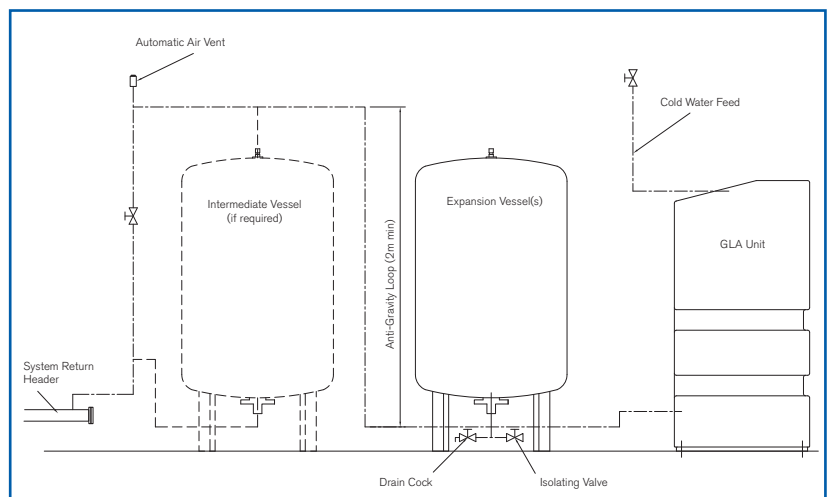 Automatic Air Vent
Cold Water Feed
Intermediate Vessel
(if required)
Expansion Vessel(s)
Anti-Gravity Loop (2m min)
GLA Unit
System Return
Header
Drain Cock
Isolating Valve